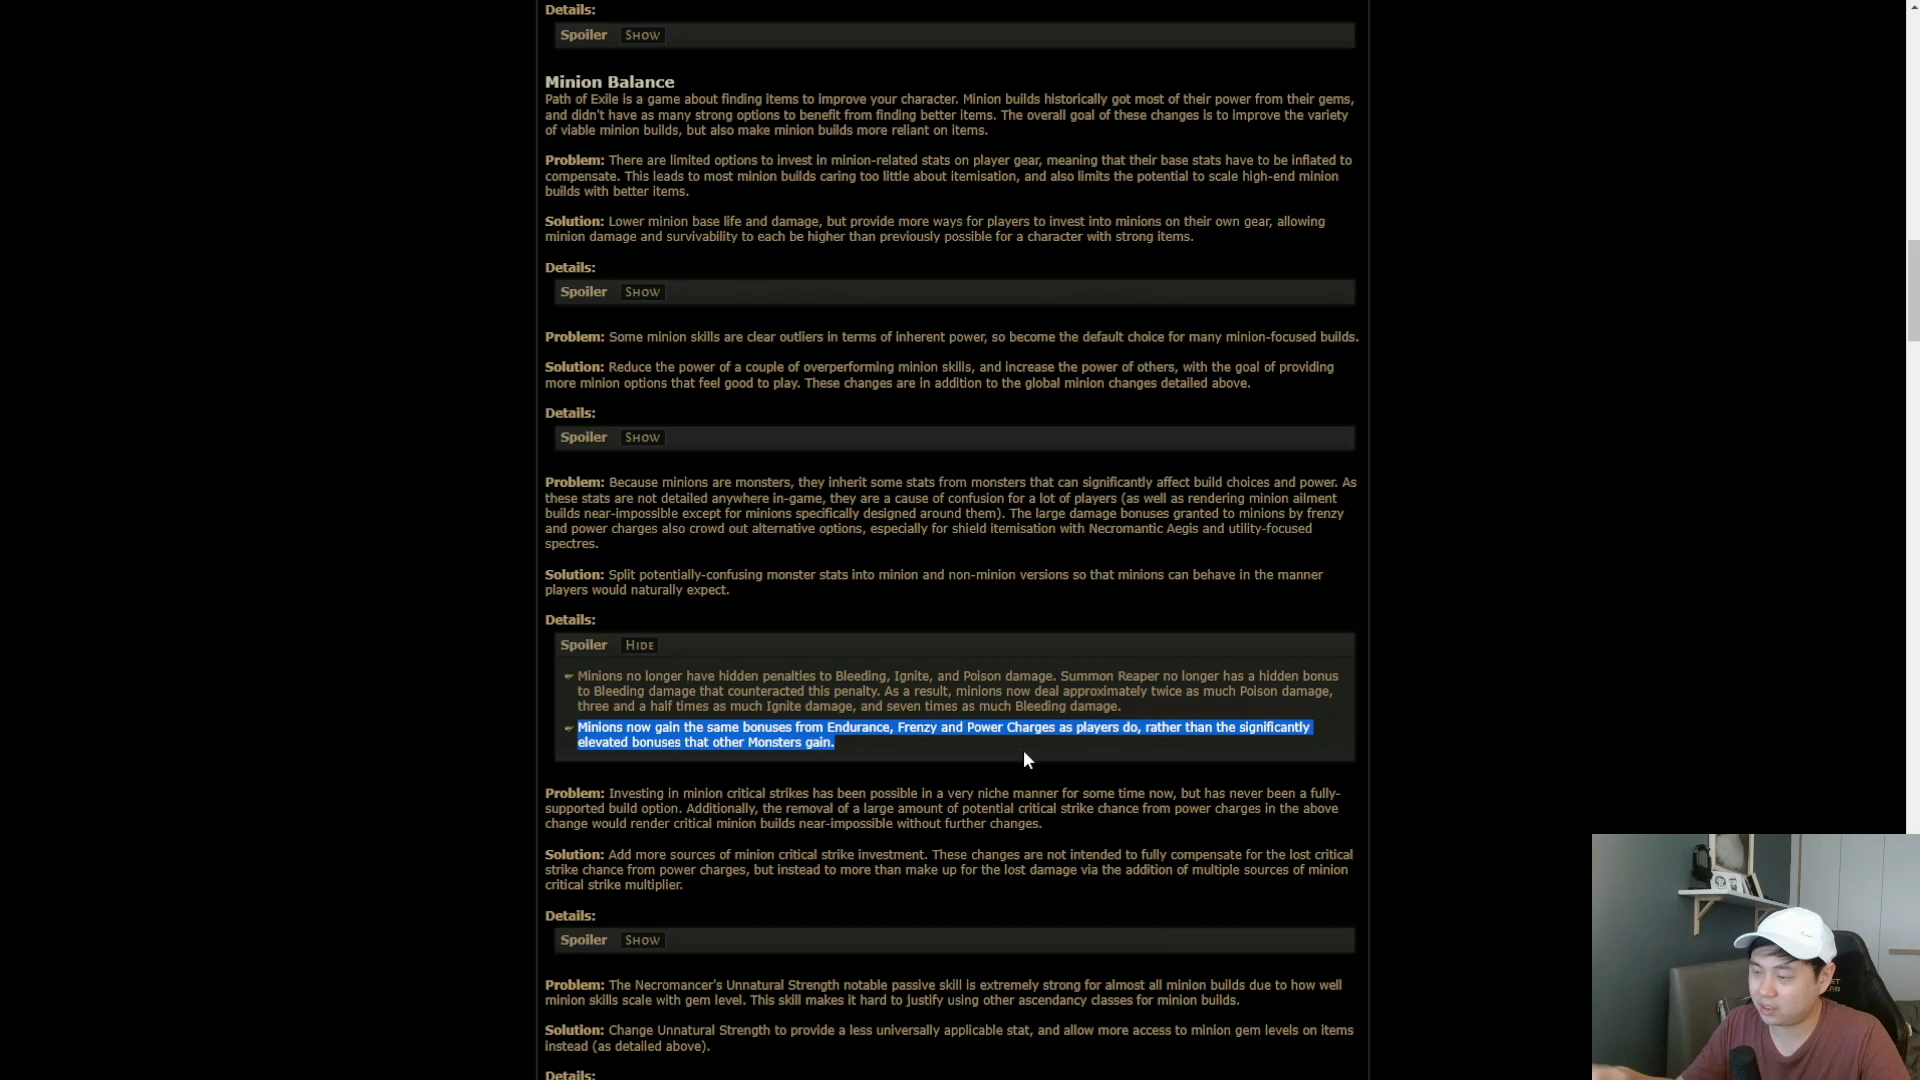 Details:
Spoiler SHOW
Minion Balance
Path of Exile is a game about finding items to improve your character. Minion builds historically got most of their power from their gems,
and didn't have as many strong options to benefit from finding better items. The overall goal of these changes is to improve the variety
of viable minion builds, but also make minion builds more reliant on items.
Problem: There are limited options to invest in minion-related stats on player gear, meaning that their base stats have to be inflated to
compensate. This leads to most minion builds caring too little about itemisation, and also limits the potential to scale high-end minion
builds with better items.
Solution: Lower minion base life and damage, but provide more ways for players to invest into minions on their own gear, allowing
minion damage and survivability to each be higher than previously possible for a character with strong items.
Details:
Spoiler SHOW
Problem: Some minion skills are clear outliers in terms of inherent power, so become the default choice for many minion-focused builds.
Solution: Reduce the power of a couple of overperforming minion skills, and increase the power of others, with the goal of providing
more minion options that feel good to play. These changes are in addition to the global minion changes detailed above.
Details:
Spoiler SHOW
Problem: Because minions are monsters, they inherit some stats from monsters that can significantly affect build choices and power. As
these stats are not detailed anywhere in-game, they are a cause of confusion for a lot of players (as well as rendering minion ailment
builds near-impossible except for minions specifically designed around them). The large damage bonuses granted to minions by frenzy
and power charges also crowd out alternative options, especially for shield itemisation with Necromantic Aegis and utility-focused
spectres.
Solution: Split potentially-confusing monster stats into minion and non-minion versions so that minions can behave in the manner
players would naturally expect.
Details:
Spoiler HIDE
Minions no longer have hidden penalties to Bleeding, Ignite, and Poison damage. Summon Reaper no longer has a hidden bonus
to Bleeding damage that counteracted this penalty. As a result, minions now deal approximately twice as much Poison damage,
three and a half times as much Ignite damage, and seven times as much Bleeding damage.
Minions now gain the same bonuses from Endurance, Frenzy and Power Charges as players do, rather than the significantly
elevated bonuses that other Monsters gain.
Problem: Investing in minion critical strikes has been possible in a very niche manner for some time now, but has never been a fully-
supported build option. Additionally, the removal of a large amount of potential critical strike chance from power charges in the above
change would render critical minion builds near-impossible without further changes.
Solution: Add more sources of minion critical strike investment. These changes are not intended to fully compensate for the lost critical
strike chance from power charges, but instead to more than make up for the lost damage via the addition of multiple sources of minion
critical strike multiplier.
Details:
Spoiler SHOW
Problem: The Necromancer's Unnatural Strength notable passive skill is extremely strong for almost all minion builds due to how well
minion skills scale with gem level. This skill makes it hard to justify using other ascendancy classes for minion builds.
Solution: Change Unnatural Strength to provide a less universally applicable stat, and allow more access to minion gem levels on items
instead (as detailed above).
Details: